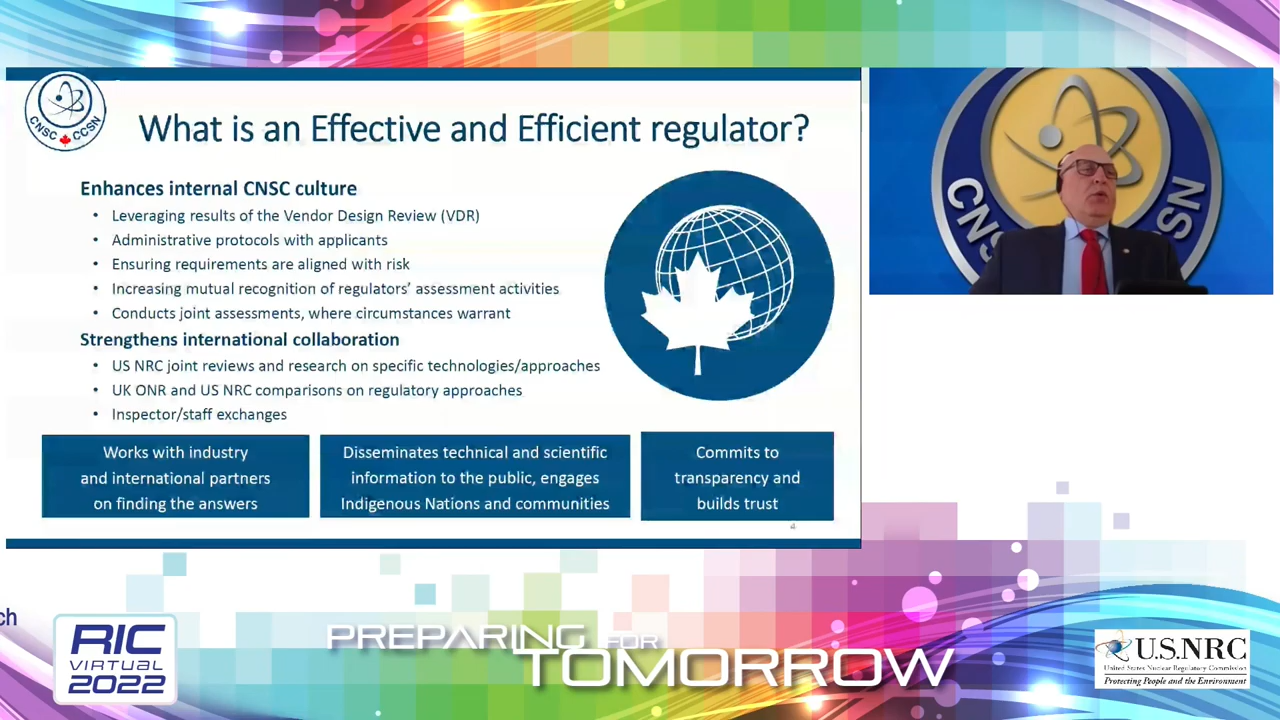 CNSC CCSN
What is an Effective and Efficient regulator?
Enhances internal CNSC culture
• Leveraging results of the Vendor Design Review (VDR)
• Administrative protocols with applicants
• Ensuring requirements are aligned with risk
• Increasing mutual recognition of regulators' assessment activities
• Conducts joint assessments, where circumstances warrant
Strengthens international collaboration
• US NRC joint reviews and research on specific technologies/approaches
• UK ONR and US NRC comparisons on regulatory approaches
• Inspector/staff exchanges
Works with industry
and international partners
on finding the answers
Disseminates technical and scientific
information to the public, engages
Indigenous Nations and communities
Commits to
transparency and
builds trust
4
CNSC CCSN
ch
RIC
VIRTUAL
2022
PREPARING FOR
TOMORROW
U.S.NRC
United States Nuclear Regulatory Commission
Protecting People and the Environment